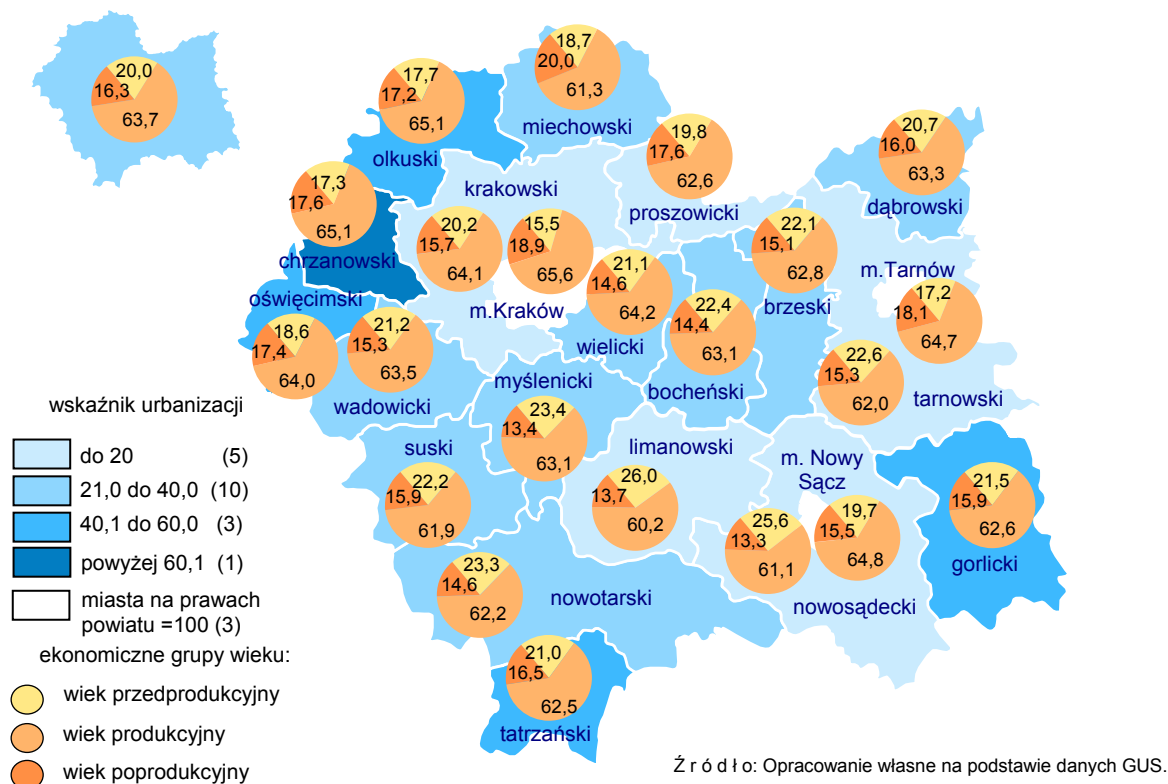 20,0
16,3
63,7
17,7
17,2
65,1
olkuski
18,7
20,0
61,3
miechowski
19,8
17,6
62,6
proszowicki
20,7
16,0
63,3
dąbrowski
17,3
17,6
65,1
chrzanowski
krakowski
20,2
15,7
64,1
15,5
18,9
65,6
m.Kraków
21,1
14,6
64,2
wielicki
22,1
15,1
62,8
brzeski
m.Tarnów
17,2
18,1
64,7
oświęcimski
18,6
17,4
64,0
21,2
15,3
63,5
wadowicki
22,4
14,4
63,1
bocheński
22,6
15,3
62,0
tarnowski
myślenicki
23,4
13,4
63,1
suski
22,2
15,9
61,9
limanowski
26,0
13,7
60,2
m. Nowy
Sącz
19,7
15,5
64,8
25,6
13,3
61,1
nowosądecki
21,5
15,9
62,6
gorlicki
23,3
14,6
62,2
nowotarski
21,0
16,5
62,5
tatrzański
wskaźnik urbanizacji
do 20 (5)
21,0 do 40,0 (10)
40,1 do 60,0 (3)
powyżej 60,1 (1)
miasta na prawach
powiatu =100 (3)
ekonomiczne grupy wieku:
wiek przedprodukcyjny
wiek produkcyjny
wiek poprodukcyjny
Ź r ó d ł o: Opracowanie własne na podstawie danych GUS.